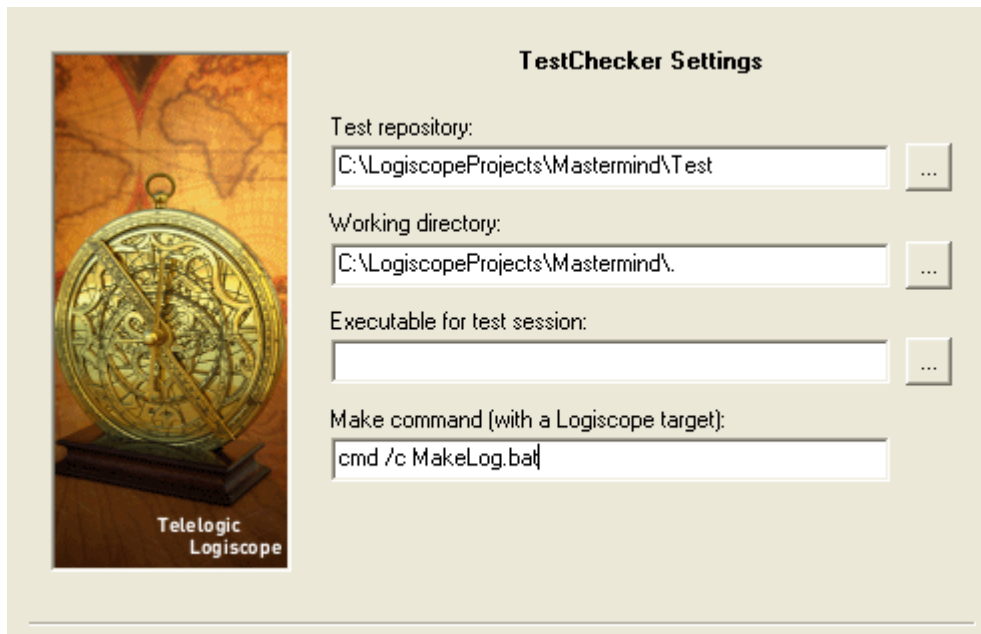 TestChecker Settings
Test repository:
C:\LogiscopeProjects\Mastermind\Test
...
Working directory:
C:\LogiscopeProjects\Mastermind\.
...
Executable for test session:
...
Make command (with a Logiscope target):
cmd /c MakeLog.bat
Telelogic
Logiscope